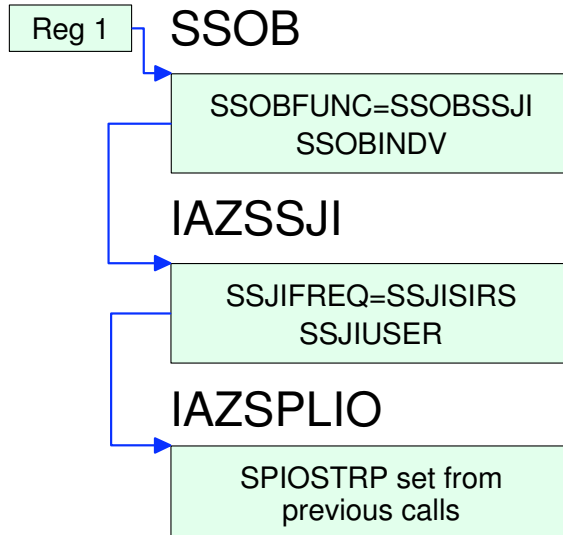 Reg 1
SSOB
SSOBFUNC=SSOBSSJI
SSOBINDV
IAZSSJI
SSJIFREQ=SSJISIRS
SSJIUSER
IAZSPLIO
SPIOSTRP set from
previous calls